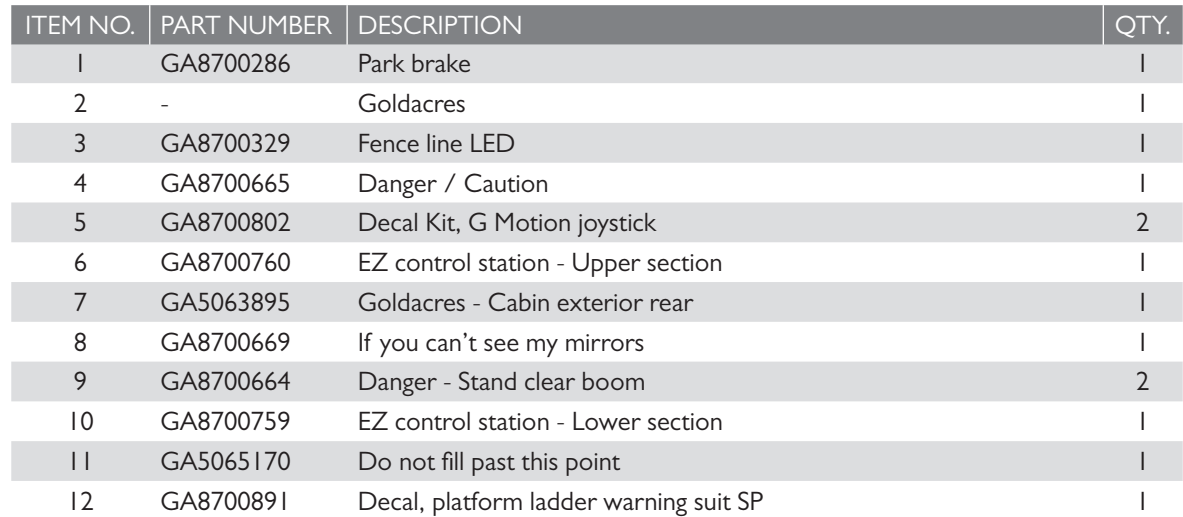 ITEM NO. PART NUMBER DESCRIPTION QTY.
1 GA8700286 Park brake 1
2 - Goldacres 1
3 GA8700329 Fence line LED 1
4 GA8700665 Danger / Caution 1
5 GA8700802 Decal Kit, G Motion joystick 2
6 GA8700760 EZ control station - Upper section 1
7 GA5063895 Goldacres - Cabin exterior rear 1
8 GA8700669 If you can’t see my mirrors 1
9 GA8700664 Danger - Stand clear boom 2
10 GA8700759 EZ control station - Lower section 1
11 GA5065170 Do not fill past this point 1
12 GA8700891 Decal, platform ladder warning suit SP 1